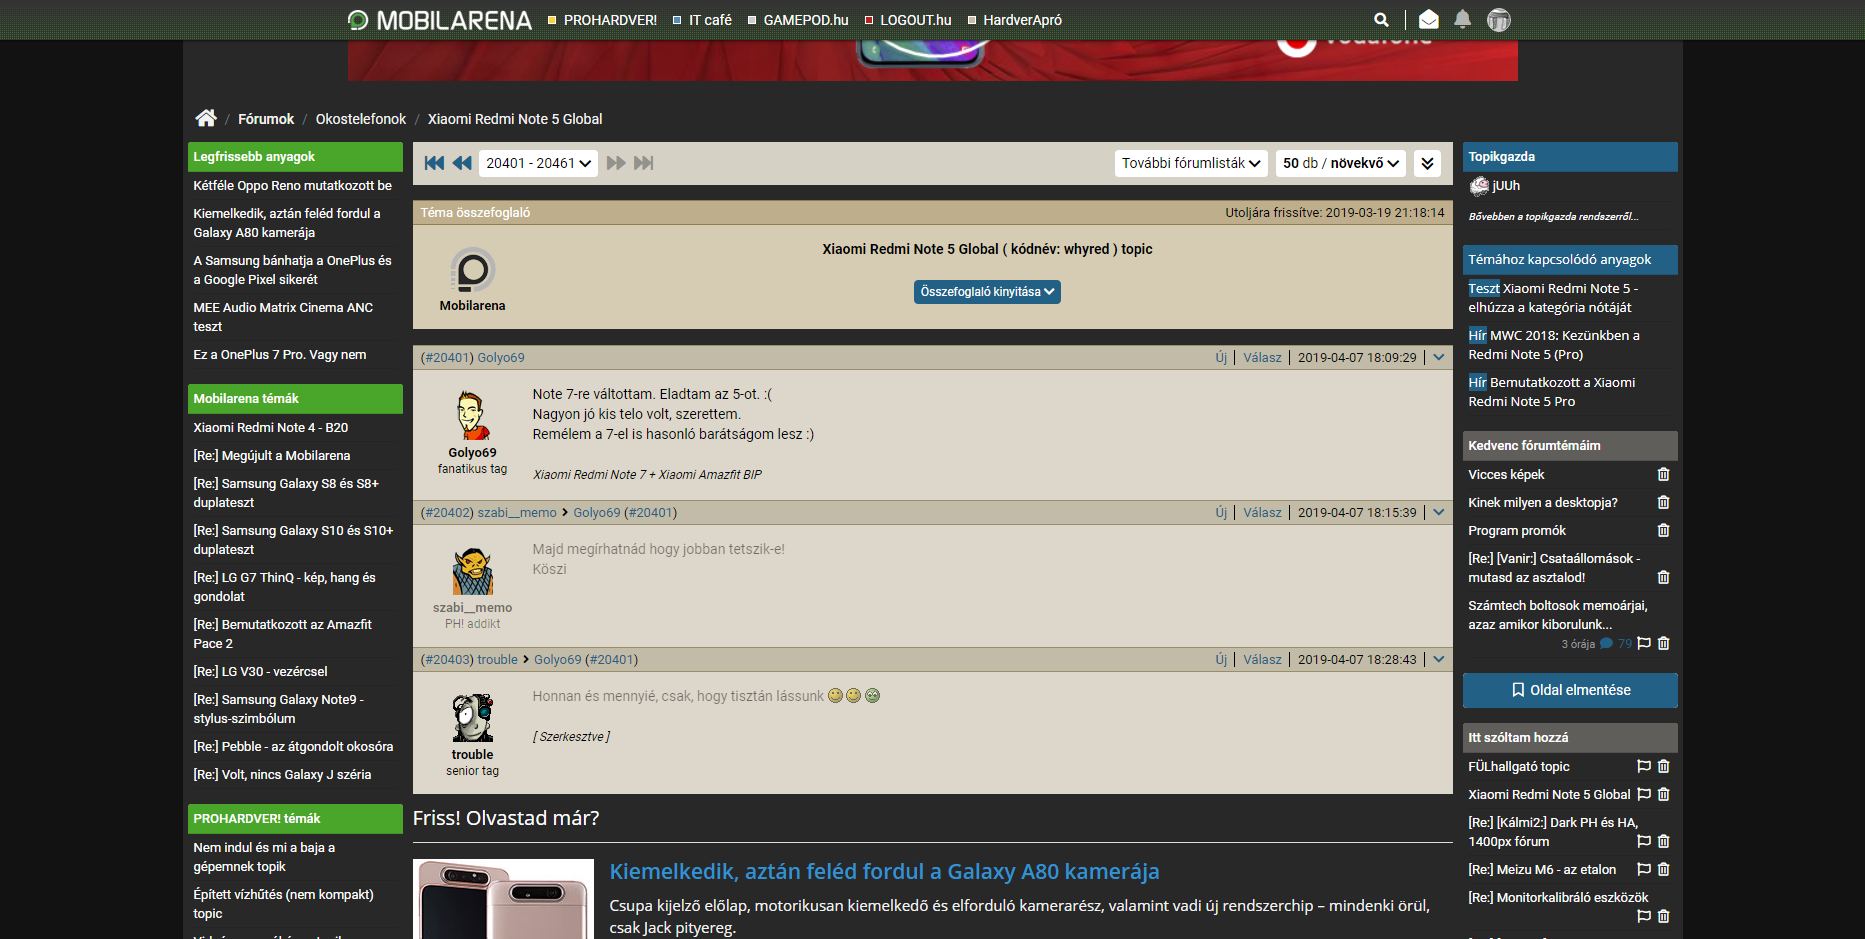 MOBILARENA
PROHARDVER!
IT café
GAMEPOD.hu
LOGOUT.hu
HardverApró
vodafone
/ Fórumok / Okostelefonok / Xiaomi Redmi Note 5 Global
Legfrissebb anyagok
Kétféle Oppo Reno mutatkozott be
Kiemelkedik, aztán feléd fordul a
Galaxy A80 kamerája
A Samsung bánhatja a OnePlus és
a Google Pixel sikerét
MEE Audio Matrix Cinema ANC
teszt
Ez a OnePlus 7 Pro. Vagy nem
Mobilarena témák
Xiaomi Redmi Note 4 - B20
[Re:] Megújult a Mobilarena
[Re:] Samsung Galaxy S8 és S8+
duplateszt
[Re:] Samsung Galaxy S10 és S10+
duplateszt
[Re:] LG G7 ThinQ - kép, hang és
gondolat
[Re:] Bemutatkozott az Amazfit
Pace 2
[Re:] LG V30 - vezércsel
[Re:] Samsung Galaxy Note9 -
stylus-szimbólum
[Re:] Pebble - az átgondolt okosóra
[Re:] Volt, nincs Galaxy J széria
PROHARDVER! témák
Nem indul és mi a baja a
gépemnek topik
Épített vízhűtés (nem kompakt)
topic
20401 - 20461
További fórumlisták
50 db / növekvő
Téma összefoglaló
Utoljára frissítve: 2019-03-19 21:18:14
Mobilarena
Xiaomi Redmi Note 5 Global ( kódnév: whyred ) topic
Összefoglaló kinyitása
(#20401) Golyo69
Új | Válasz | 2019-04-07 18:09:29 |
Golyo69
fanatikus tag
Note 7-re váltottam. Eladtam az 5-ot. :(
Nagyon jó kis telo volt, szerettem.
Remélem a 7-el is hasonló barátságom lesz :)
Xiaomi Redmi Note 7 + Xiaomi Amazfit BIP
(#20402) szabi__memo > Golyo69 (#20401)
Új | Válasz | 2019-04-07 18:15:39 |
szabi__memo
PH! addikt
Majd megírhatnád hogy jobban tetszik-e!
Köszi
(#20403) trouble > Golyo69 (#20401)
Új | Válasz | 2019-04-07 18:28:43 |
trouble
senior tag
Honnan és mennyié, csak, hogy tisztán lássunk
[ Szerkesztve ]
Friss! Olvastad már?
Kiemelkedik, aztán feléd fordul a Galaxy A80 kamerája
Csupa kijelző előlap, motorikusan kiemelkedő és elforduló kamerarész, valamint vadi új rendszerchip – mindenki örül,
csak Jack pityereg.
Topikgazda
jUUh
Bővebben a topikgazda rendszerről...
Témához kapcsolódó anyagok
Teszt Xiaomi Redmi Note 5 -
elhúzza a kategória nótáját
Hír MWC 2018: Kezünkben a
Redmi Note 5 (Pro)
Hír Bemutatkozott a Xiaomi
Redmi Note 5 Pro
Kedvenc fórumtémáim
Vicces képek
Kinek milyen a desktopja?
Program promók
[Re:] [Vanir:] Csataállomások -
mutasd az asztalod!
Számtech boltosok memoárjai,
azaz amikor kiborulunk...
3 órája 79
Oldal elmentése
Itt szóltam hozzá
FÜLhallgató topic
Xiaomi Redmi Note 5 Global
[Re:] [Kálmi2:] Dark PH és HA,
1400px fórum
[Re:] Meizu M6 - az etalon
[Re:] Monitorkalibráló eszközök